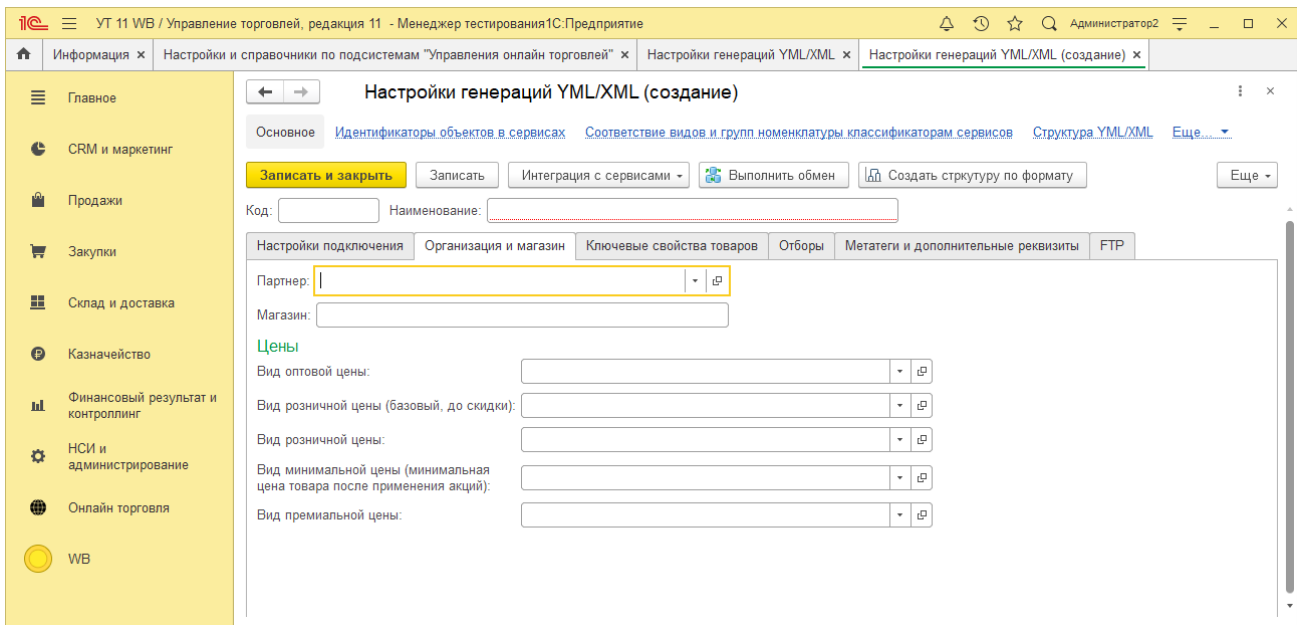 1С УТ 11 WB / Управление торговлей, редакция 11 - Менеджер тестирования1С:Предприятие Администратор2
Информация × Настройки и справочники по подсистемам "Управления онлайн торговлей" × Настройки генераций YML/XML × Настройки генераций YML/XML (создание) ×
Главное
CRM и маркетинг
Продажи
Закупки
Склад и доставка
Казначейство
Финансовый результат и
контроллинг
НСИ и
администрирование
Онлайн торговля
WB
Настройки генераций YML/XML (создание)
Основное Идентификаторы объектов в сервисах Соответствие видов и групп номенклатуры классификаторам сервисов Структура YML/XML Еще...
Записать и закрыть Записать Интеграция с сервисами Выполнить обмен Создать стркутуру по формату Еще
Код: Наименование:
Настройки подключения Организация и магазин Ключевые свойства товаров Отборы Метатеги и дополнительные реквизиты FTP
Партнер:
Магазин:
Цены
Вид оптовой цены:
Вид розничной цены (базовый, до скидки):
Вид розничной цены:
Вид минимальной цены (минимальная
цена товара после применения акций):
Вид премиальной цены: